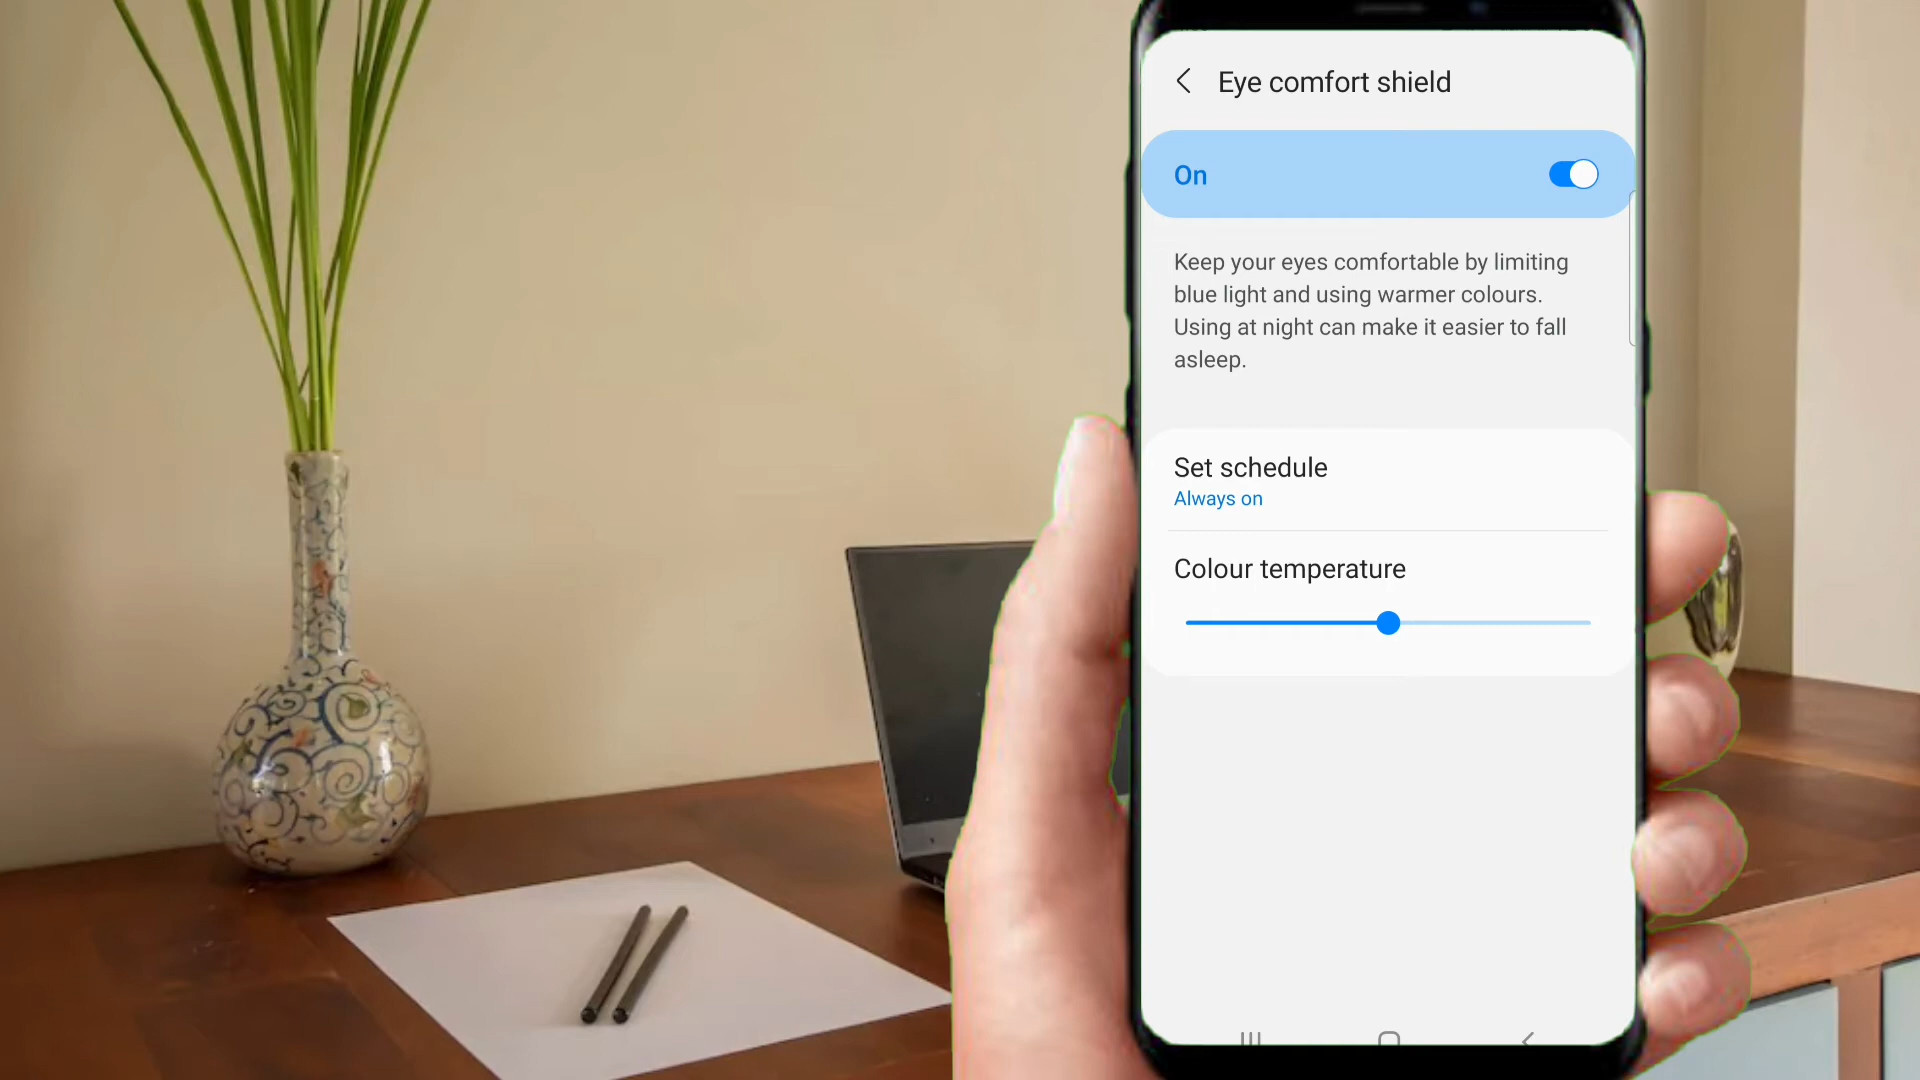 Eye comfort shield
On
Keep your eyes comfortable by limiting
blue light and using warmer colours.
Using at night can make it easier to fall
asleep.
Set schedule
Always on
Colour temperature